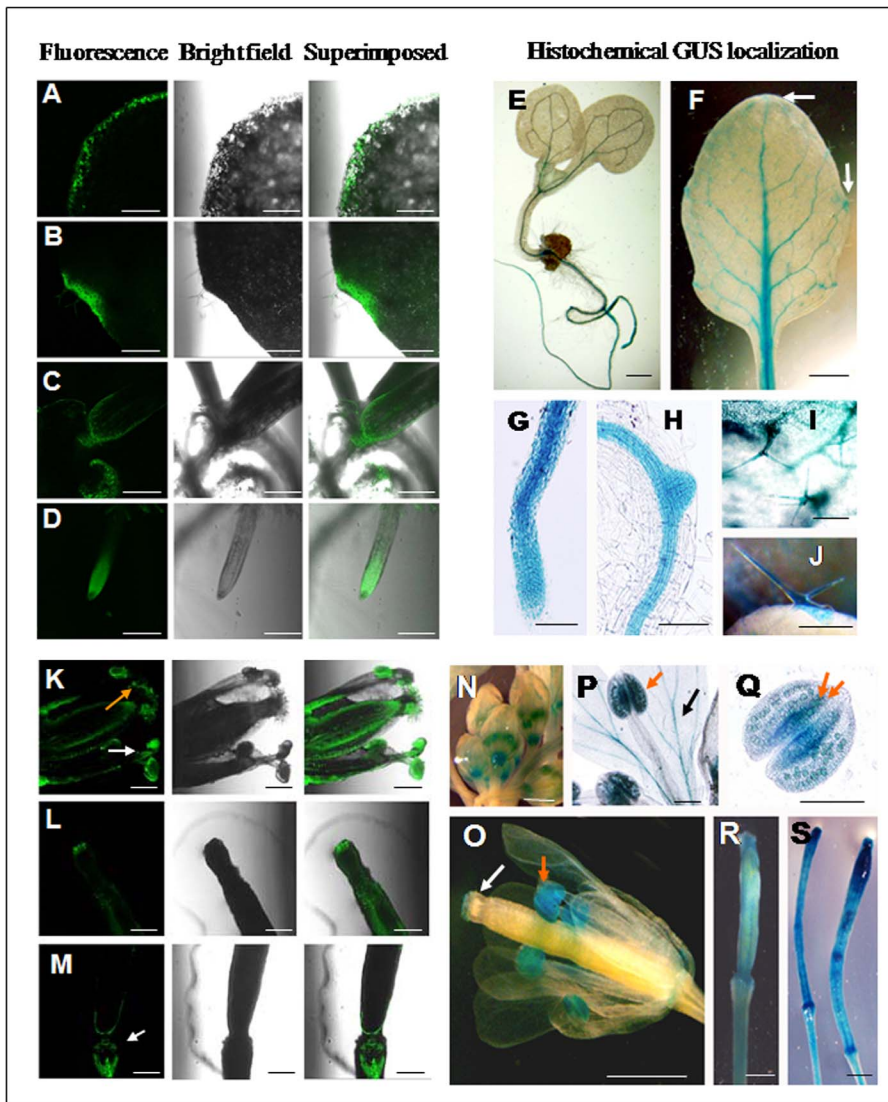 Fluorescence Brightfield Superimposed
Histochemical GUS localization
A
B
C
D
E
F
G
H
I
J
K
L
M
N
P
Q
O
R
S